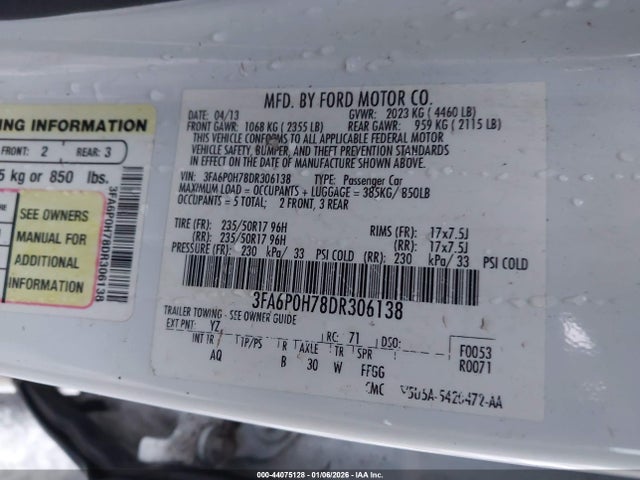 NG INFORMATION
FRONT: 2 REAR: 3
5 kg or 850 lbs.
SEE OWNERS
MANUAL FOR
ADDITIONAL
INFORMATION
3FA6P0H78DR306138
MFD. BY FORD MOTOR CO.
DATE: 04/13 GVWR: 2023 KG ( 4460 LB)
FRONT GAWR: 1068 KG ( 2355 LB) REAR GAWR: 959 KG ( 2115 LB)
THIS VEHICLE CONFORMS TO ALL APPLICABLE FEDERAL MOTOR
VEHICLE SAFETY, BUMPER, AND THEFT PREVENTION STANDARDS
IN EFFECT ON THE DATE OF MANUFACTURE SHOWN ABOVE.
VIN: 3FA6P0H78DR306138 TYPE: Passenger Car
MAXIMUM LOAD = OCCUPANTS + LUGGAGE = 385KG/ 850LB
OCCUPANTS = 5 TOTAL; 2 FRONT, 3 REAR
TIRE (FR): 235/50R17 96H RIMS (FR): 17x7.5J
(RR): 235/50R17 96H (RR): 17x7.5J
PRESSURE (FR): 230 kPa/ 33 PSI COLD (RR): 230 kPa/ 33 PSI COLD
3FA6P0H78DR306138
TRAILER TOWING - SEE OWNER GUIDE
EXT PNT: YZ RC: 71 DSO: F0053
INT TR TP/PS R AXLE TR SPR R0071
AQ B 30 W FFGG
5420472-AA
000-44075128 - 01/06/2026 - IAA Inc.